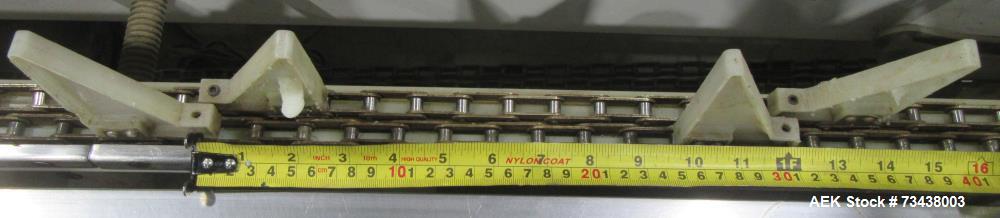 1 2 INCH 3 10m 4 HIGH QUALITY 5 6 NYLON COAT 7 8 9 10 11 1F 13 14 15 16
3 4 5 6 cm 7 8 9 10 1 2 3 4 5 6 7 8 9 20 1 2 3 4 5 6 7 8 9 30 1 2 3 4 5 6 7 8 9 40 1
AEK Stock # 73438003